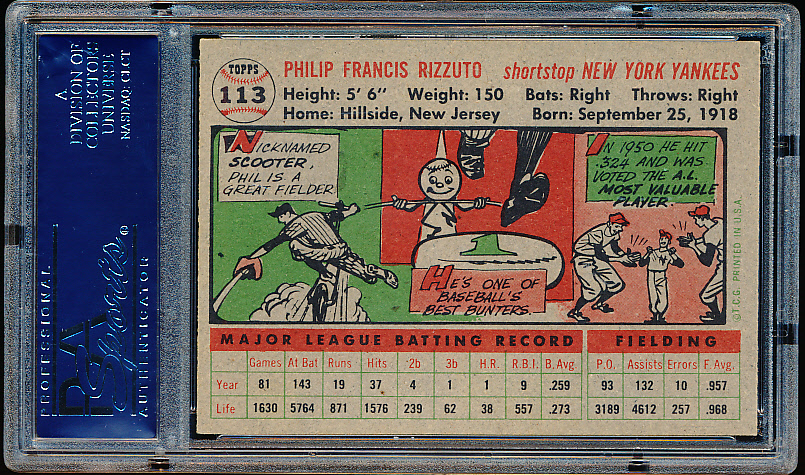 A
DIVISION OF
COLLECTORS
UNIVERSE
NASDAQ: CLCT
PROFESSIONAL
PSA
Sports
®
AUTHENTICATOR
TOPPS
113
PHILIP FRANCIS RIZZUTO shortstop NEW YORK YANKEES
Height: 5' 6" Weight: 150 Bats: Right Throws: Right
Home: Hillside, New Jersey Born: September 25, 1918
NICKNAMED
SCOOTER,
PHIL IS A
GREAT FIELDER
1
HE'S ONE OF
BASEBALL'S
BEST BUNTERS.
IN 1950 HE HIT
.324 AND WAS
VOTED THE A.L.
MOST VALUABLE
PLAYER.
©T.C.G. PRINTED IN U.S.A.
MAJOR LEAGUE BATTING RECORD FIELDING
Games At Bat Runs Hits 2b 3b H.R. R.B.I. B.Avg P.O. Assists Errors F. Avg.
Year 81 143 19 37 4 1 1 9 .259 93 132 10 .957
Life 1630 5764 871 1576 239 62 38 557 .273 3189 4612 257 .968